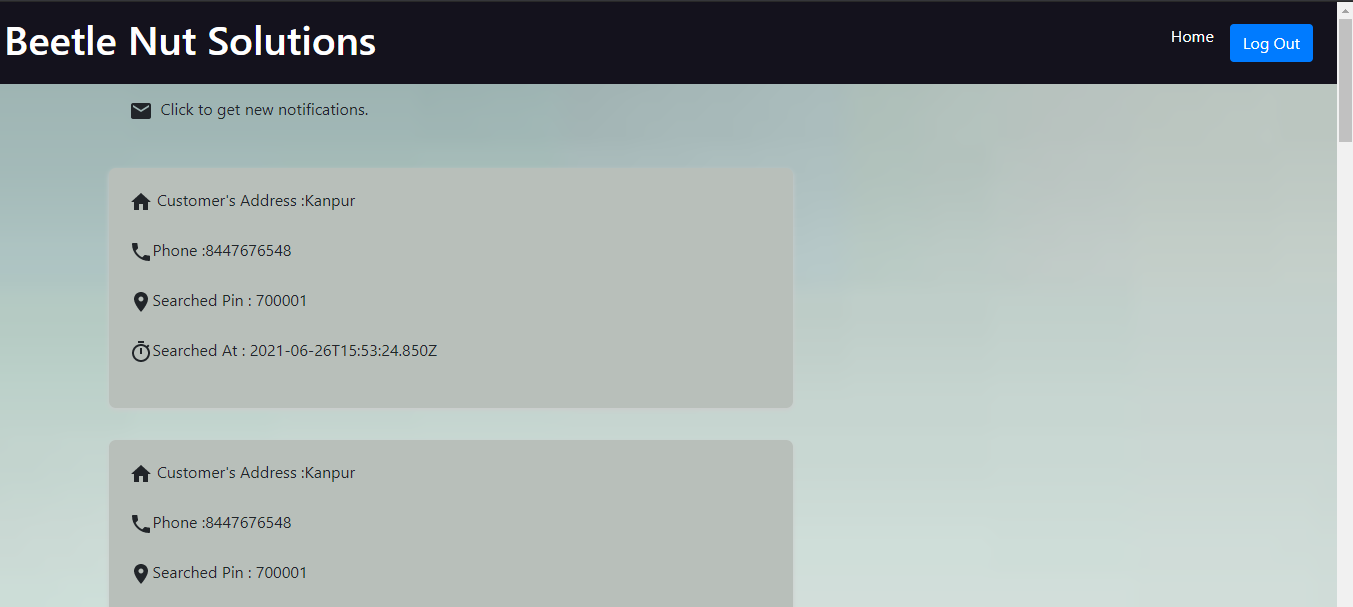 Beetle Nut Solutions
Home
Log Out
Click to get new notifications.
Customer's Address :Kanpur
Phone :8447676548
Searched Pin : 700001
Searched At : 2021-06-26T15:53:24.850Z
Customer's Address :Kanpur
Phone :8447676548
Searched Pin : 700001